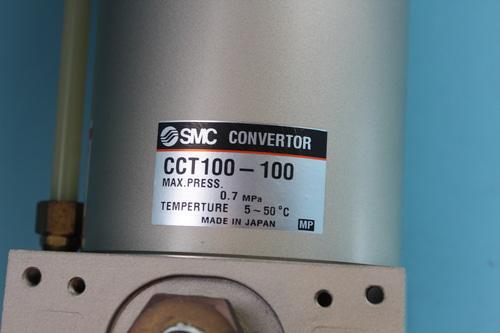 SMC CONVERTOR
CCT100-100
MAX.PRESS.
0.7 MPa
TEMPERTURE 5~50°C
MADE IN JAPAN MP